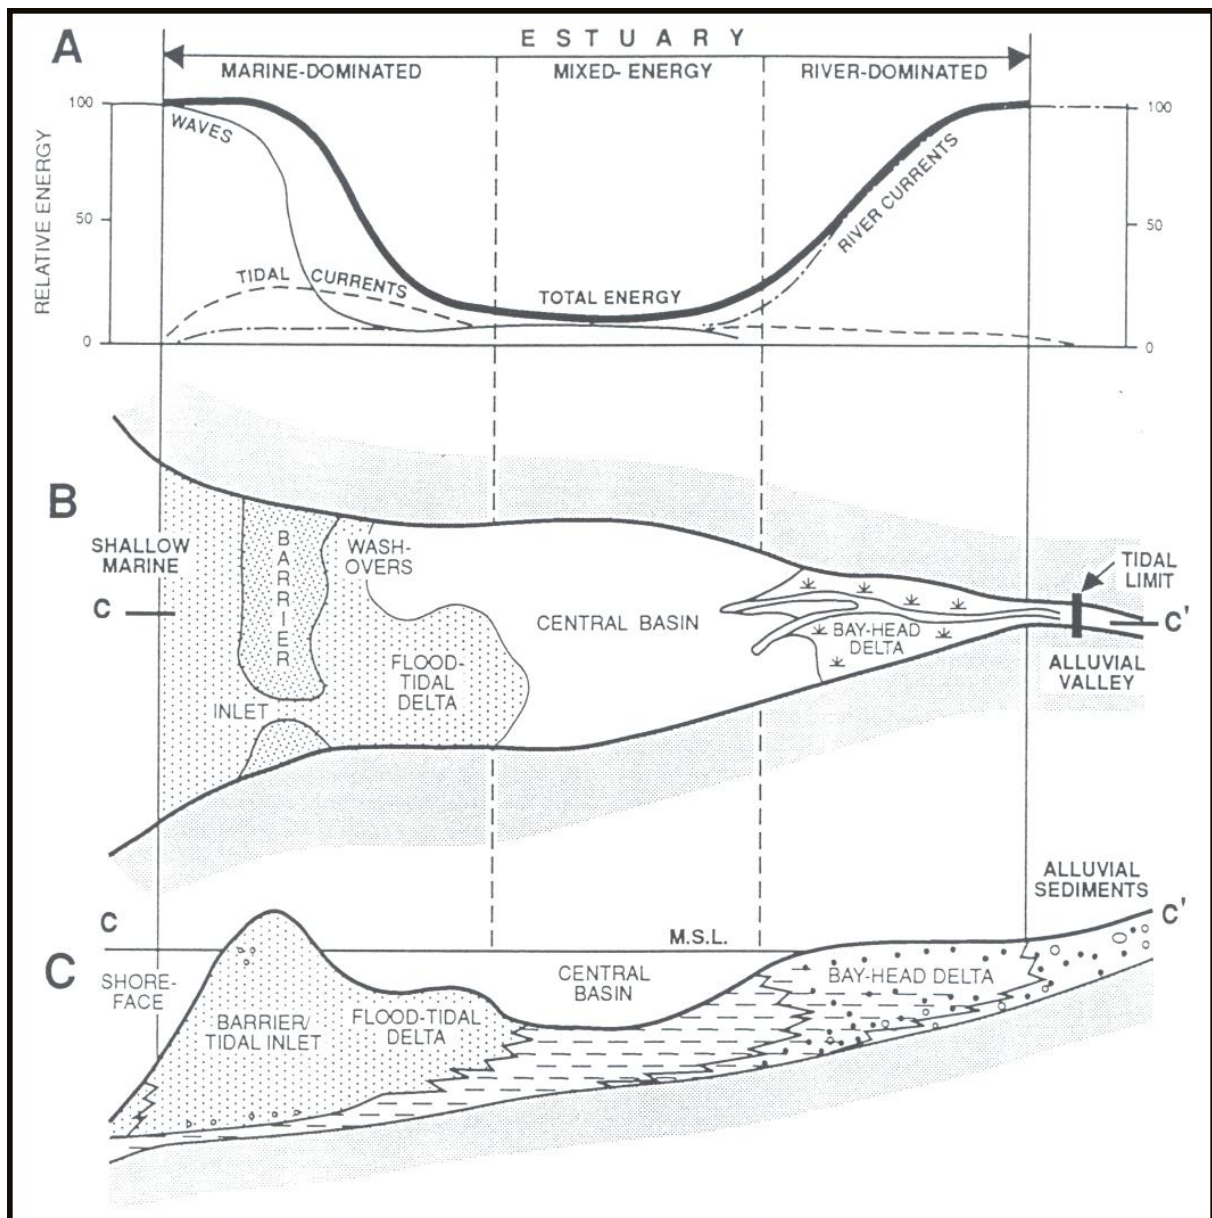 A
ESTUARY
MARINE-DOMINATED
MIXED-ENERGY
RIVER-DOMINATED
RELATIVE ENERGY
100
50
0
WAVES
TIDAL CURRENTS
TOTAL ENERGY
RIVER CURRENTS
100
50
0
B
SHALLOW
MARINE
C
BARRIER
WASH-
OVERS
INLET
FLOOD-
TIDAL
DELTA
CENTRAL BASIN
BAY-HEAD
DELTA
TIDAL
LIMIT
C'
ALLUVIAL
VALLEY
C
C
SHORE-
FACE
BARRIER/
TIDAL INLET
FLOOD-TIDAL
DELTA
CENTRAL
BASIN
M.S.L.
BAY-HEAD DELTA
ALLUVIAL
SEDIMENTS
C'